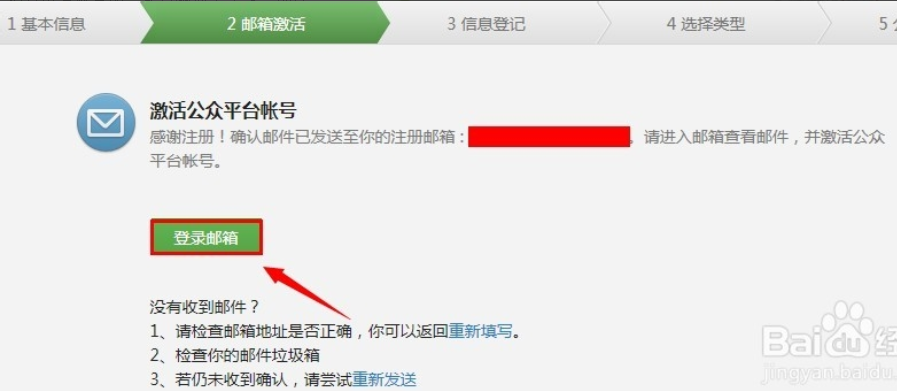 1 基本信息
2 邮箱激活
3 信息登记
4 选择类型
5
激活公众平台帐号
感谢注册！确认邮件已发送至你的注册邮箱： 。请进入邮箱查看邮件，并激活公众
平台帐号。
登录邮箱
没有收到邮件？
1、请检查邮箱地址是否正确，你可以返回重新填写。
2、检查你的邮件垃圾箱
3、若仍未收到确认，请尝试重新发送
Baidu 经
jingyan.baidu.